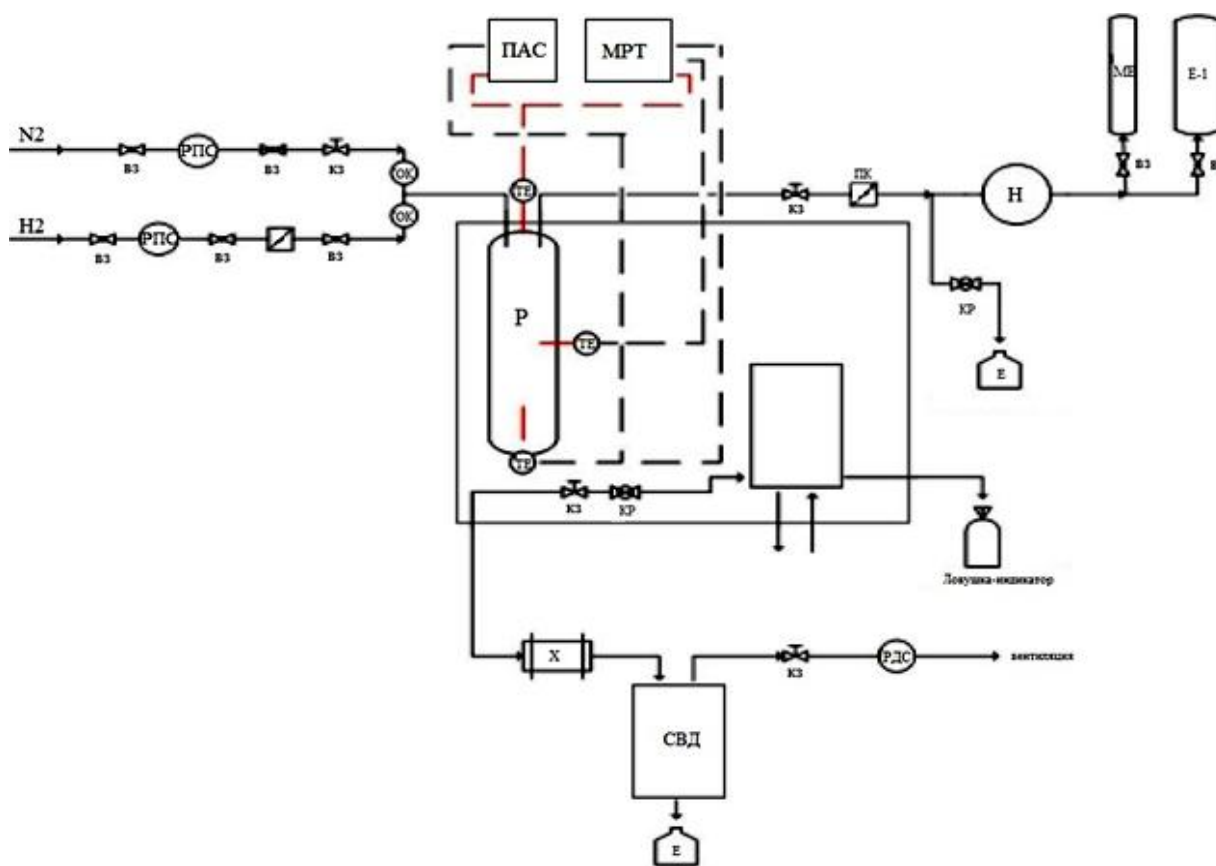 ПАС
МРТ
МЕ
Е-1
N2
ВЗ
РПС
ВЗ
КЗ
ОК
ОК
H2
ВЗ
РПС
ВЗ
ВЗ
ТЕ
КЗ
ПК
Н
ВЗ
В
КР
Е
Р
ТЕ
ТЕ
КЗ
КР
Ловушка-индикатор
Х
КЗ
РДС
вентиляция
СВД
Е